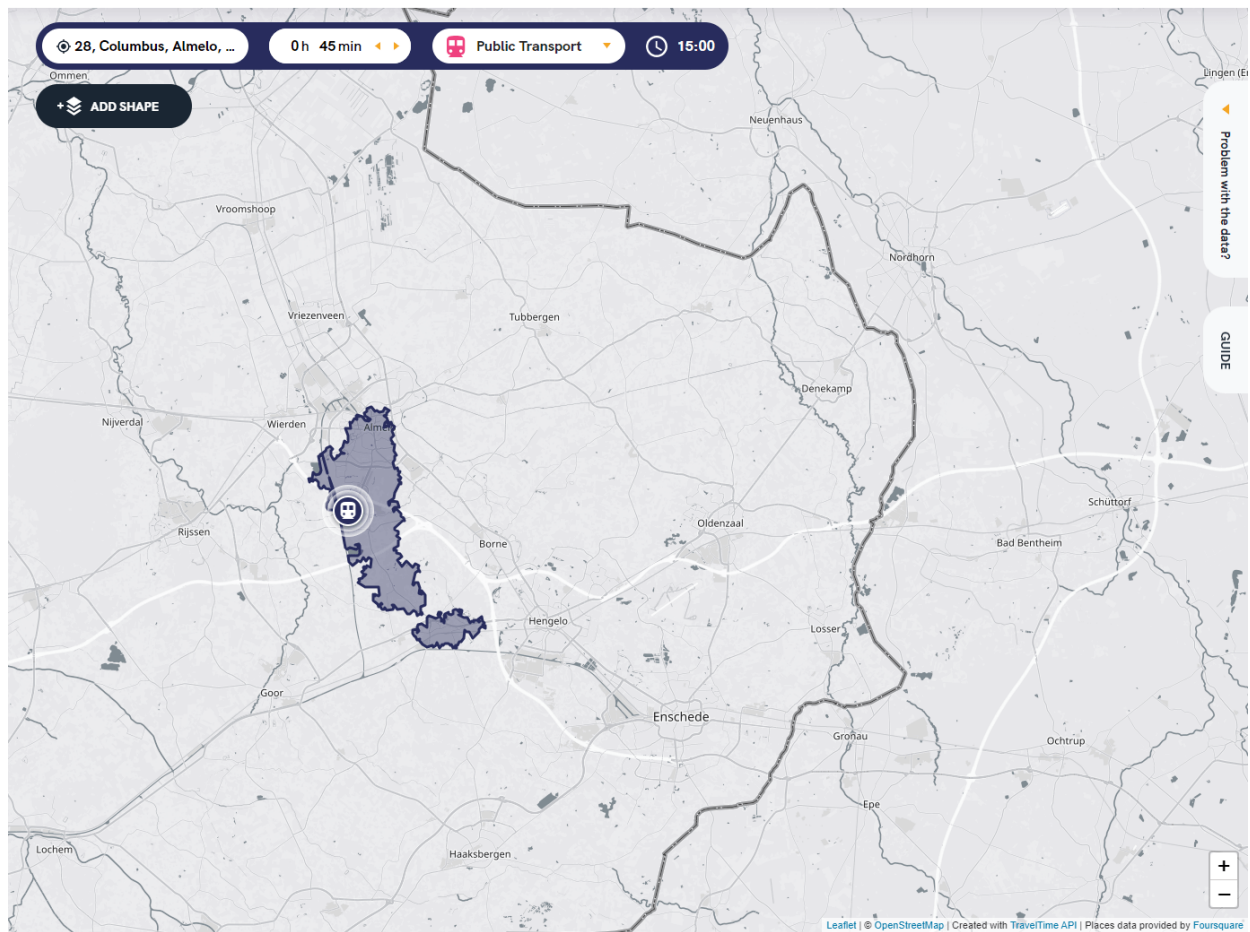 28, Columbus, Almelo, ...
0 h 45 min
Public Transport
15:00
ADD SHAPE
Problem with the data?
GUIDE
Ommen
Lingen (Er
Neuenhaus
Vroomshoop
Nordhorn
Vriezenveen
Tubbergen
Denekamp
Nijverdal
Wierden
Almel
Schüttorf
Oldenzaal
Rijssen
Borne
Bad Bentheim
Hengelo
Losser
Goor
Enschede
Gronau
Ochtrup
Epe
Lochem
Haaksbergen
+
−
Leaflet | © OpenStreetMap | Created with TravelTime API | Places data provided by Foursquare